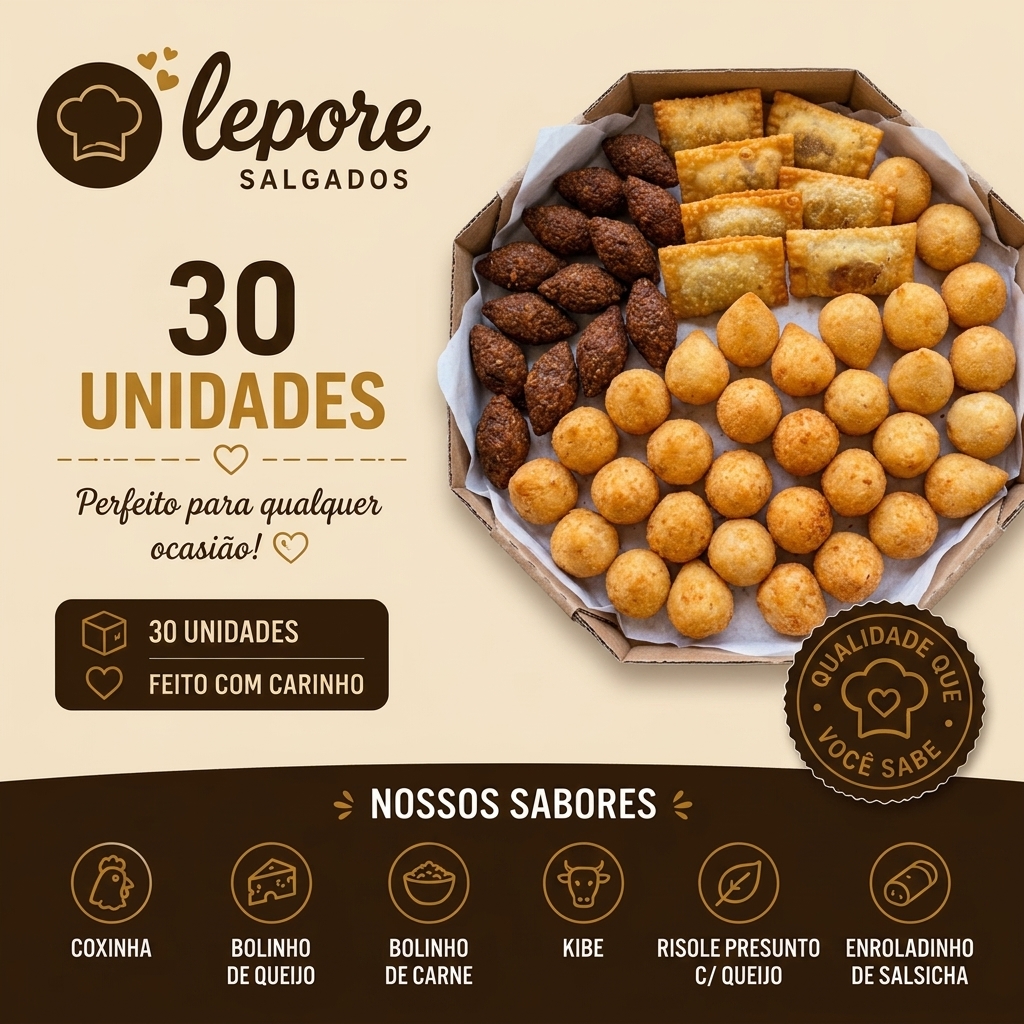 lepore
SALGADOS
30
UNIDADES
Perfeito para qualquer
ocasião!
30 UNIDADES
FEITO COM CARINHO
QUALIDADE QUE
VOCÊ SABE
NOSSOS SABORES
COXINHA
BOLINHO
DE QUEIJO
BOLINHO
DE CARNE
KIBE
RISOLE PRESUNTO
C/ QUEIJO
ENROLADINHO
DE SALSICHA